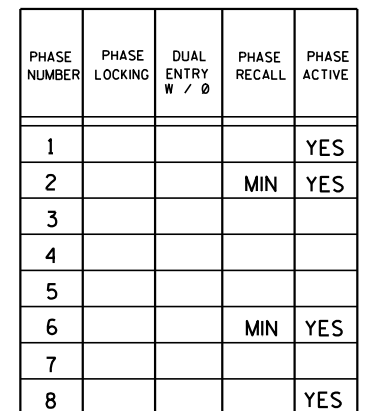 PHASE NUMBER PHASE LOCKING DUAL ENTRY W / Ø PHASE RECALL PHASE ACTIVE
1 YES
2 MIN YES
3
4
5
6 MIN YES
7
8 YES